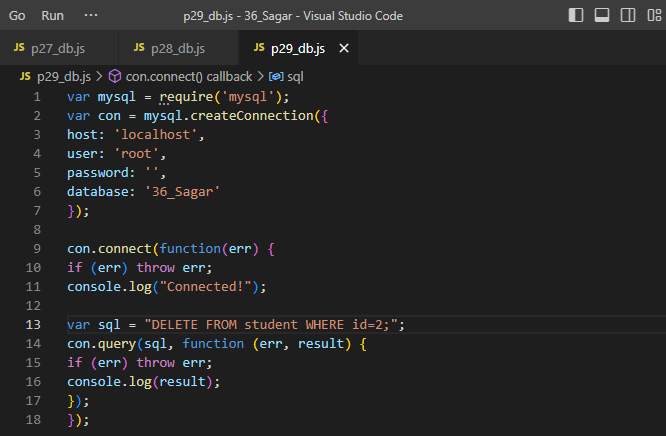 Go Run ··· p29_db.js - 36_Sagar - Visual Studio Code
JS p27_db.js JS p28_db.js JS p29_db.js
JS p29_db.js > con.connect() callback > sql
1 var mysql = require('mysql');
2 var con = mysql.createConnection({
3 host: 'localhost',
4 user: 'root',
5 password: '',
6 database: '36_Sagar'
7 });
8
9 con.connect(function(err) {
10 if (err) throw err;
11 console.log("Connected!");
12
13 var sql = "DELETE FROM student WHERE id=2;";
14 con.query(sql, function (err, result) {
15 if (err) throw err;
16 console.log(result);
17 });
18 });